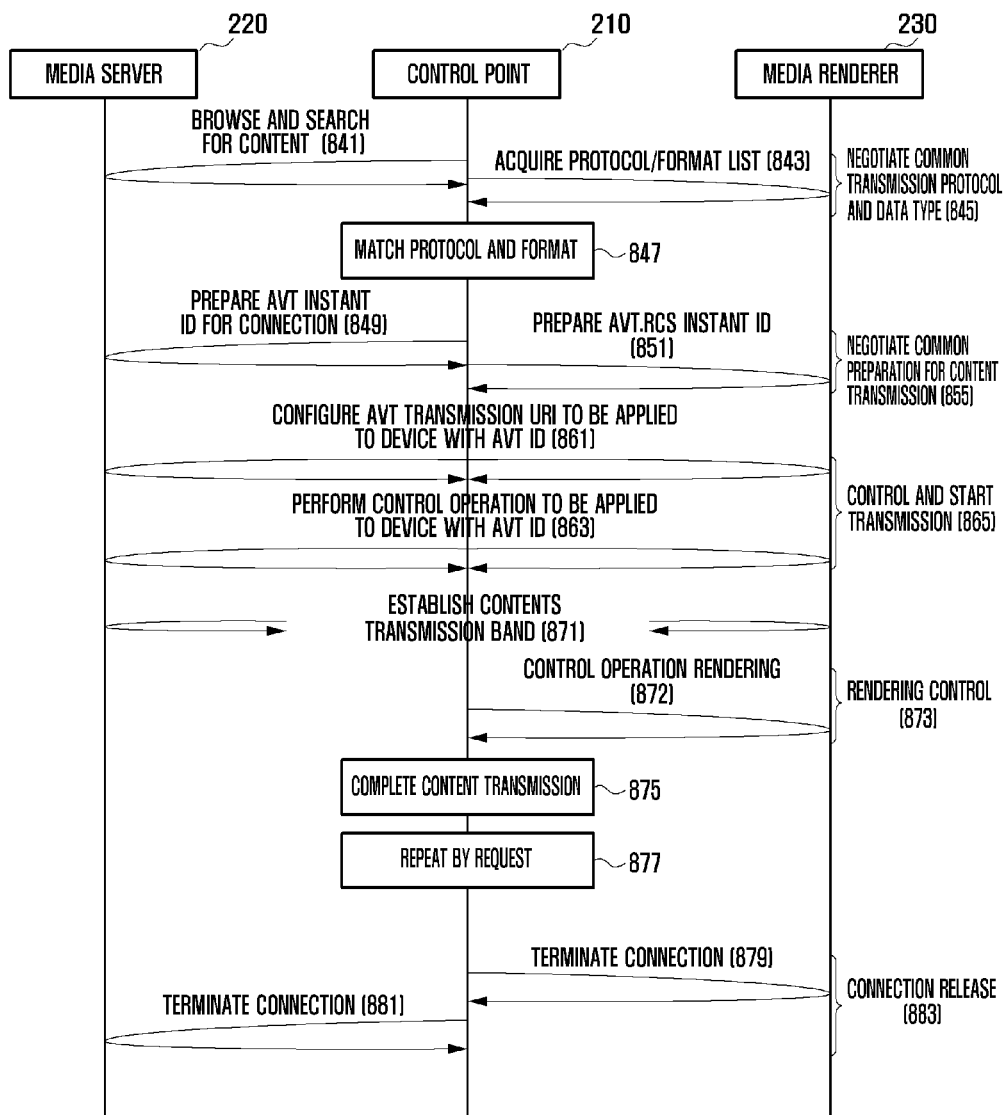 220
210
230
MEDIA SERVER
CONTROL POINT
MEDIA RENDERER
BROWSE AND SEARCH
FOR CONTENT (841)
ACQUIRE PROTOCOL/FORMAT LIST (843)
NEGOTIATE COMMON
TRANSMISSION PROTOCOL
AND DATA TYPE (845)
MATCH PROTOCOL AND FORMAT
847
PREPARE AVT INSTANT
ID FOR CONNECTION (849)
PREPARE AVT.RCS INSTANT ID
(851)
NEGOTIATE COMMON
PREPARATION FOR CONTENT
TRANSMISSION (855)
CONFIGURE AVT TRANSMISSION URI TO BE APPLIED
TO DEVICE WITH AVT ID (861)
PERFORM CONTROL OPERATION TO BE APPLIED
TO DEVICE WITH AVT ID (863)
CONTROL AND START
TRANSMISSION (865)
ESTABLISH CONTENTS
TRANSMISSION BAND (871)
CONTROL OPERATION RENDERING
(872)
RENDERING CONTROL
(873)
COMPLETE CONTENT TRANSMISSION
875
REPEAT BY REQUEST
877
TERMINATE CONNECTION (879)
TERMINATE CONNECTION (881)
CONNECTION RELEASE
(883)